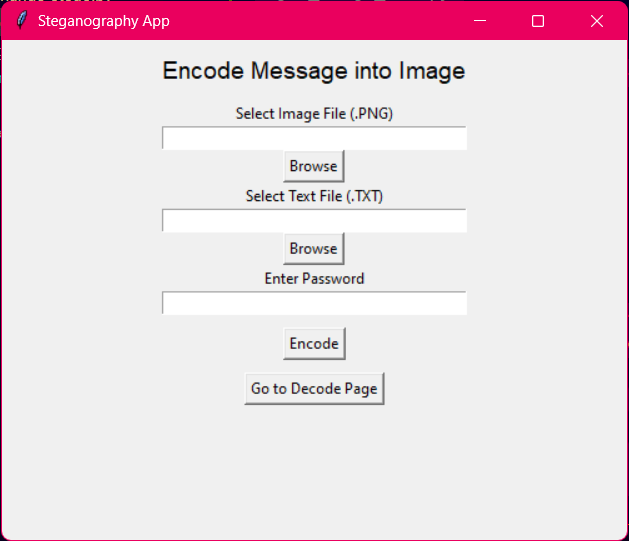 Steganography App
Encode Message into Image
Select Image File (.PNG)
Browse
Select Text File (.TXT)
Browse
Enter Password
Encode
Go to Decode Page